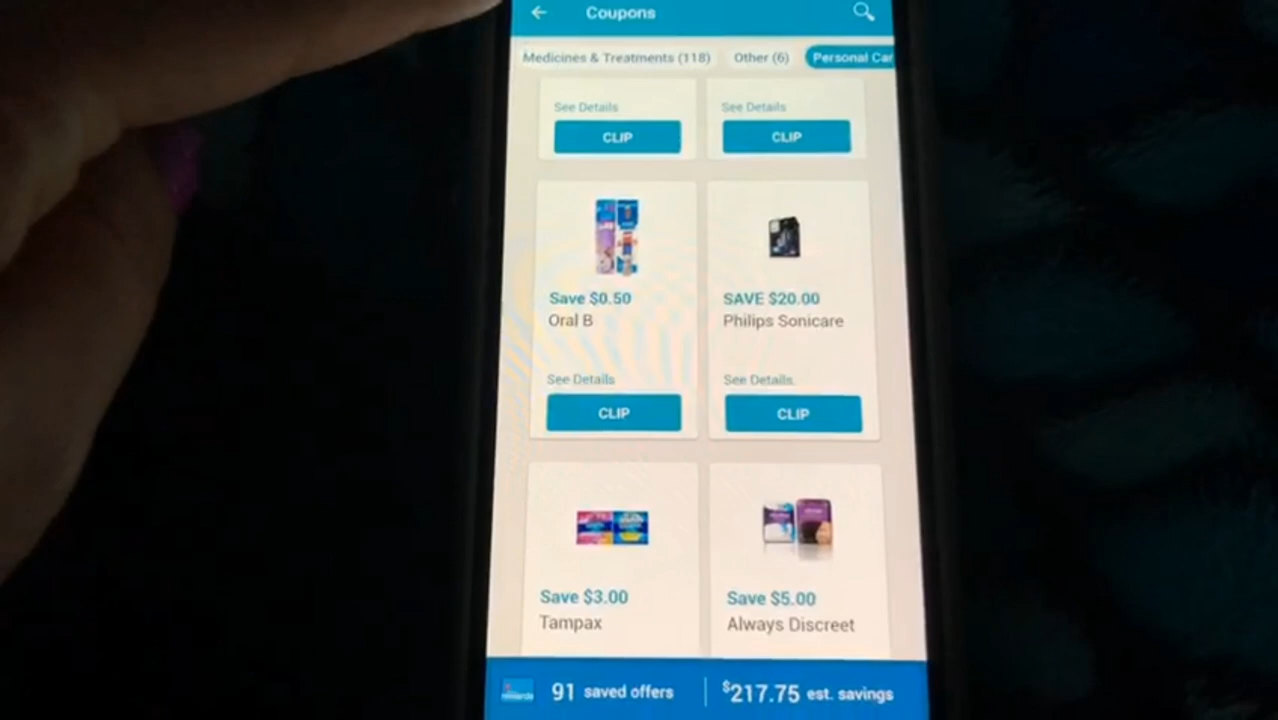 Coupons
Medicines & Treatments (118) Other (6) Personal Car
See Details See Details
CLIP CLIP
Save $0.50 SAVE $20.00
Oral B Philips Sonicare
See Details See Details
CLIP CLIP
Save $3.00 Save $5.00
Tampax Always Discreet
rewards 91 saved offers $217.75 est. savings